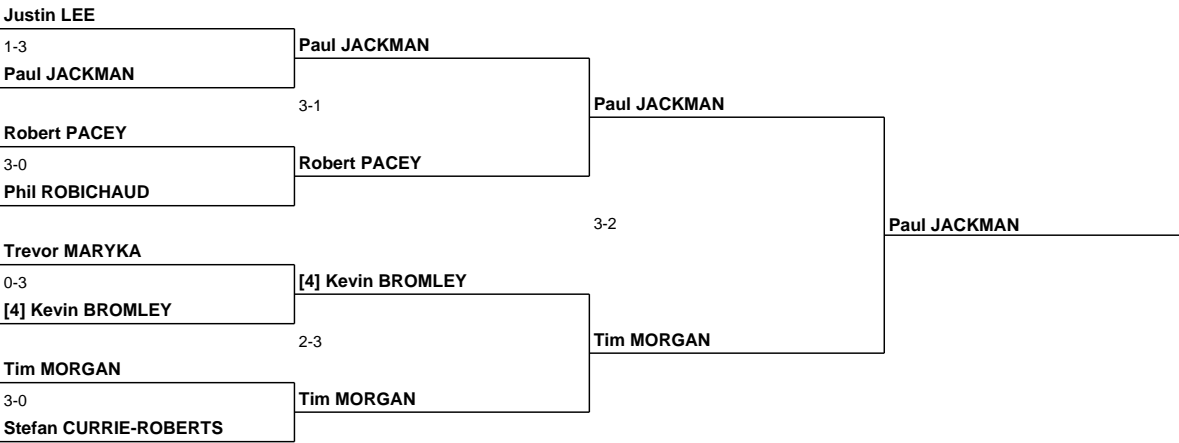 Justin LEE
1-3
Paul JACKMAN
Paul JACKMAN
3-1
Paul JACKMAN
Robert PACEY
3-0
Robert PACEY
Phil ROBICHAUD
3-2
Paul JACKMAN
Trevor MARYKA
0-3
[4] Kevin BROMLEY
[4] Kevin BROMLEY
2-3
Tim MORGAN
Tim MORGAN
3-0
Tim MORGAN
Stefan CURRIE-ROBERTS